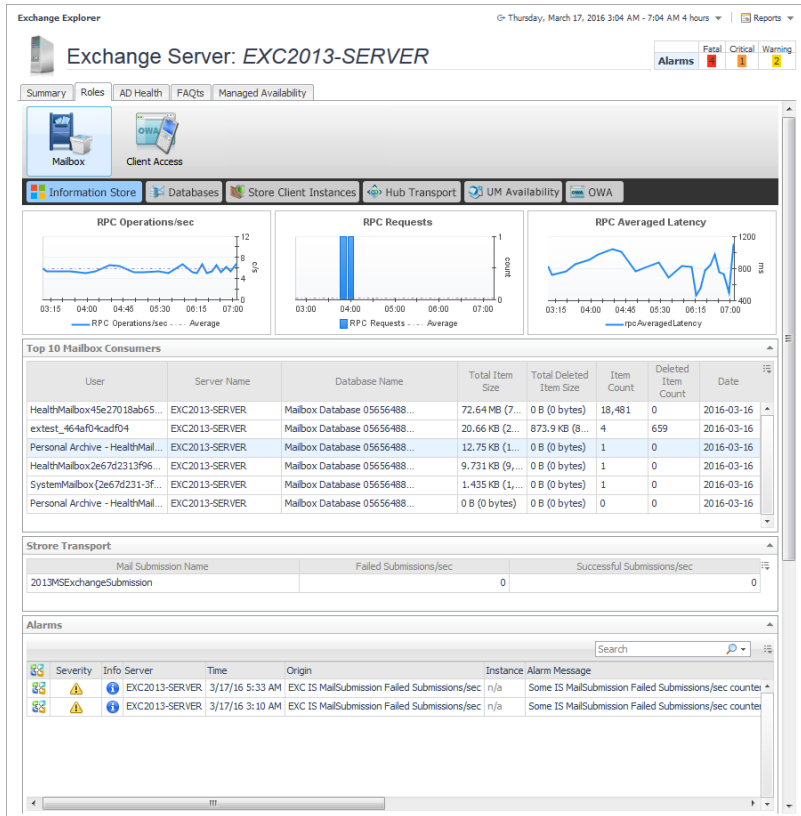 Exchange Explorer
Thursday, March 17, 2016 3:04 AM - 7:04 AM 4 hours
Reports
Exchange Server: EXC2013-SERVER
Fatal Critical Warning
Alarms 4 1 2
Summary Roles AD Health FAQts Managed Availability
OWA
Mailbox Client Access
Information Store Databases Store Client Instances Hub Transport UM Availability OWA
RPC Operations/sec
12
8
4
0
s/c
03:15 04:00 04:45 05:30 06:15 07:00
RPC Operations/sec Average
RPC Requests
1
0
count
03:00 04:00 05:00 06:00 07:00
RPC Requests Average
RPC Averaged Latency
1200
800
400
ms
03:15 04:00 04:45 05:30 06:15 07:00
rpcAveragedLatency
Top 10 Mailbox Consumers
User Server Name Database Name Total Item Size Total Deleted Item Size Item Count Deleted Item Count Date
HealthMailbox45e27018ab65... EXC2013-SERVER Mailbox Database 05656488... 72.64 MB (7... 0 B (0 bytes) 18,481 0 2016-03-16
extest_464af04cadf04 EXC2013-SERVER Mailbox Database 05656488... 20.66 KB (2... 873.9 KB (8... 4 659 2016-03-16
Personal Archive - HealthMail... EXC2013-SERVER Mailbox Database 05656488... 12.75 KB (1... 0 B (0 bytes) 1 0 2016-03-16
HealthMailbox2e67d2313f96... EXC2013-SERVER Mailbox Database 05656488... 9.731 KB (9,... 0 B (0 bytes) 1 0 2016-03-16
SystemMailbox{2e67d231-3f... EXC2013-SERVER Mailbox Database 05656488... 1.435 KB (1,... 0 B (0 bytes) 1 0 2016-03-16
Personal Archive - HealthMail... EXC2013-SERVER Mailbox Database 05656488... 0 B (0 bytes) 0 B (0 bytes) 0 0 2016-03-16
Strore Transport
Mail Submission Name Failed Submissions/sec Successful Submissions/sec
2013MSExchangeSubmission 0 0
Alarms
Search
Severity Info Server Time Origin Instance Alarm Message
EXC2013-SERVER 3/17/16 5:33 AM EXC IS MailSubmission Failed Submissions/sec n/a Some IS MailSubmission Failed Submissions/sec counter
EXC2013-SERVER 3/17/16 3:10 AM EXC IS MailSubmission Failed Submissions/sec n/a Some IS MailSubmission Failed Submissions/sec counter